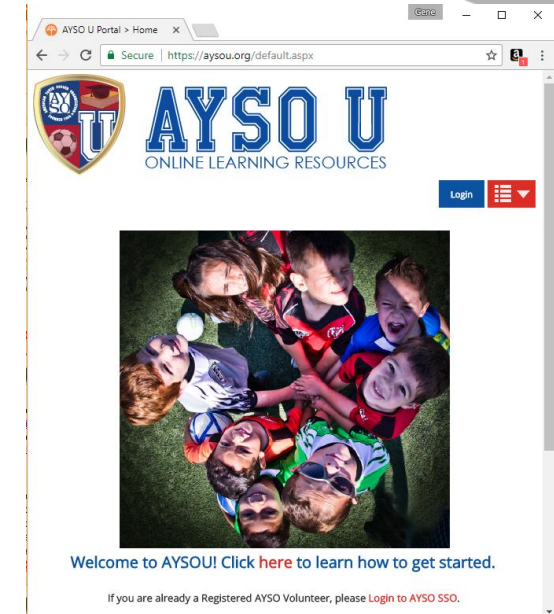 Gene
AYSO U Portal > Home
Secure | https://aysou.org/default.aspx
AYSO U
ONLINE LEARNING RESOURCES
Login
Welcome to AYSOU! Click here to learn how to get started.
If you are already a Registered AYSO Volunteer, please Login to AYSO SSO.